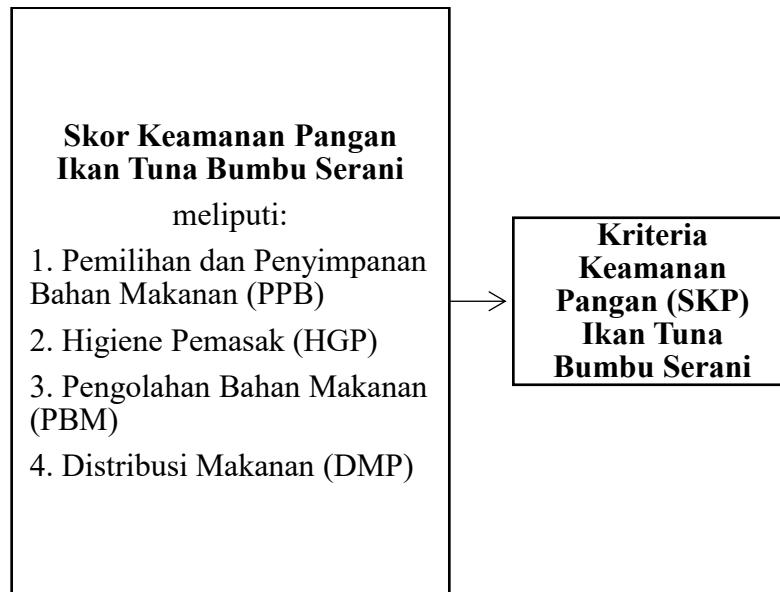 Skor Keamanan Pangan
Ikan Tuna Bumbu Serani
meliputi:
1. Pemilihan dan Penyimpanan
Bahan Makanan (PPB)
2. Higiene Pemasak (HGP)
3. Pengolahan Bahan Makanan
(PBM)
4. Distribusi Makanan (DMP)
Kriteria
Keamanan
Pangan (SKP)
Ikan Tuna
Bumbu Serani